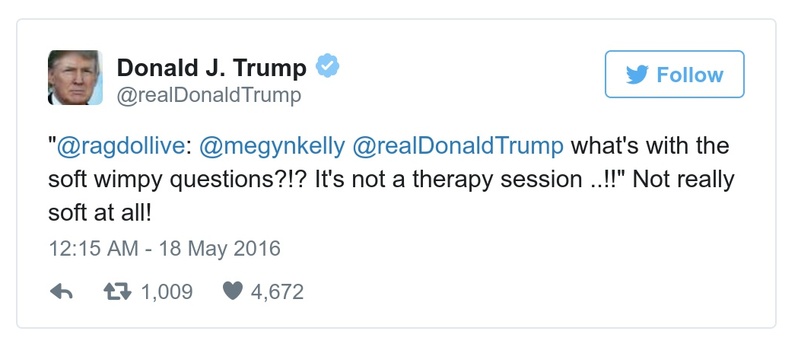 Donald J. Trump
@realDonaldTrump
Follow
"@ragdollive: @megynkelly @realDonaldTrump what's with the
soft wimpy questions?!? It's not a therapy session ..!!" Not really
soft at all!
12:15 AM - 18 May 2016
1,009 4,672